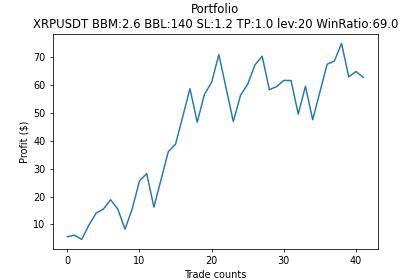 Portfolio
XRPUSDT BBM:2.6 BBL:140 SL:1.2 TP:1.0 lev:20 WinRatio:69.0
Profit ($)
70
60
50
40
30
20
10
0 10 20 30 40
Trade counts